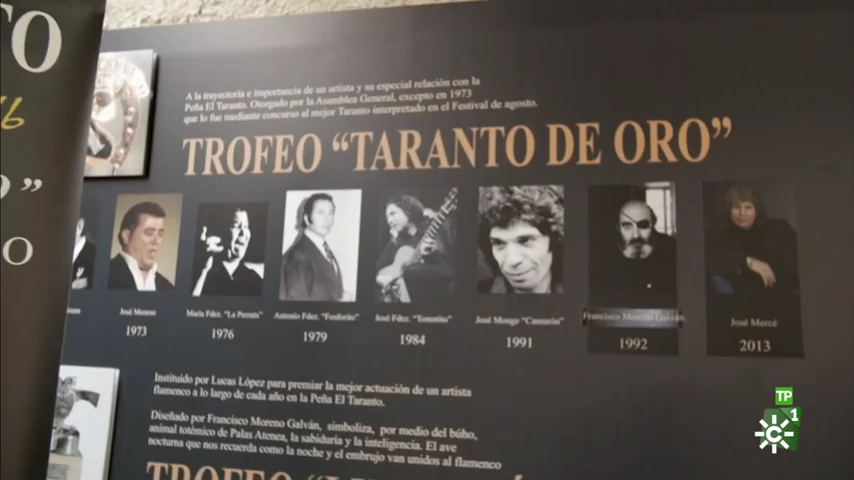 TO
A la trayectoria e importancia de un artista y su especial relación con la
Peña El Taranto. Otorgado por la Asamblea General, excepto en 1973
que lo fue mediante concurso al mejor Taranto interpretado en el Festival de agosto.
TROFEO “TARANTO DE ORO”
José Moreno
1973
María Fdez. “La Perrata”
1976
Antonio Fdez. “Fosforito”
1979
José Fdez. “Tomatito”
1984
José Monge “Camarón”
1991
Francisco Moreno Galván
1992
José Mercé
2013
Instituido por Lucas López para premiar la mejor actuación de un artista
flamenco a lo largo de cada año en la Peña El Taranto.
Diseñado por Francisco Moreno Galván, simboliza, por medio del búho,
animal totémico de Palas Atenea, la sabiduría y la inteligencia. El ave
nocturna que nos recuerda como la noche y el embrujo van unidos al flamenco
TROFEO
TP
1